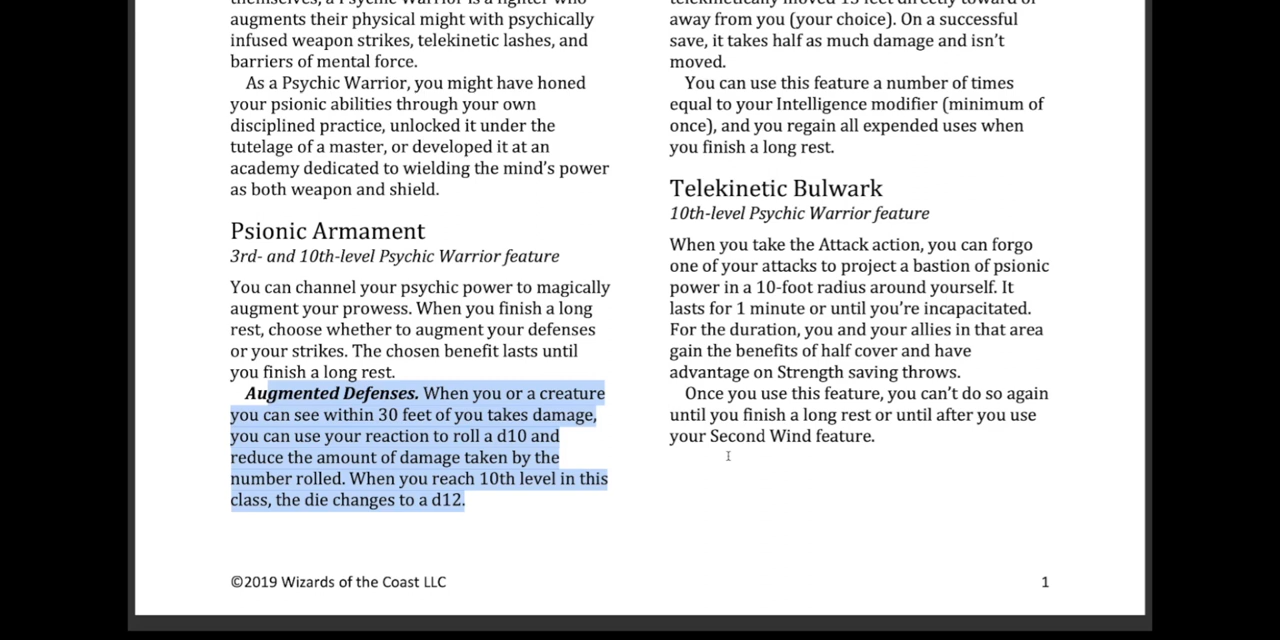 themselves, a Psychic Warrior is a fighter who
augments their physical might with psychically
infused weapon strikes, telekinetic lashes, and
barriers of mental force.
As a Psychic Warrior, you might have honed
your psionic abilities through your own
disciplined practice, unlocked it under the
tutelage of a master, or developed it at an
academy dedicated to wielding the mind’s power
as both weapon and shield.
Psionic Armament
3rd- and 10th-level Psychic Warrior feature
You can channel your psychic power to magically
augment your prowess. When you finish a long
rest, choose whether to augment your defenses
or your strikes. The chosen benefit lasts until
you finish a long rest.
Augmented Defenses. When you or a creature
you can see within 30 feet of you takes damage,
you can use your reaction to roll a d10 and
reduce the amount of damage taken by the
number rolled. When you reach 10th level in this
class, the die changes to a d12.
telekinetically moved 15 feet directly toward or
away from you (your choice). On a successful
save, it takes half as much damage and isn’t
moved.
You can use this feature a number of times
equal to your Intelligence modifier (minimum of
once), and you regain all expended uses when
you finish a long rest.
Telekinetic Bulwark
10th-level Psychic Warrior feature
When you take the Attack action, you can forgo
one of your attacks to project a bastion of psionic
power in a 10-foot radius around yourself. It
lasts for 1 minute or until you’re incapacitated.
For the duration, you and your allies in that area
gain the benefits of half cover and have
advantage on Strength saving throws.
Once you use this feature, you can’t do so again
until you finish a long rest or until after you use
your Second Wind feature.
©2019 Wizards of the Coast LLC
1